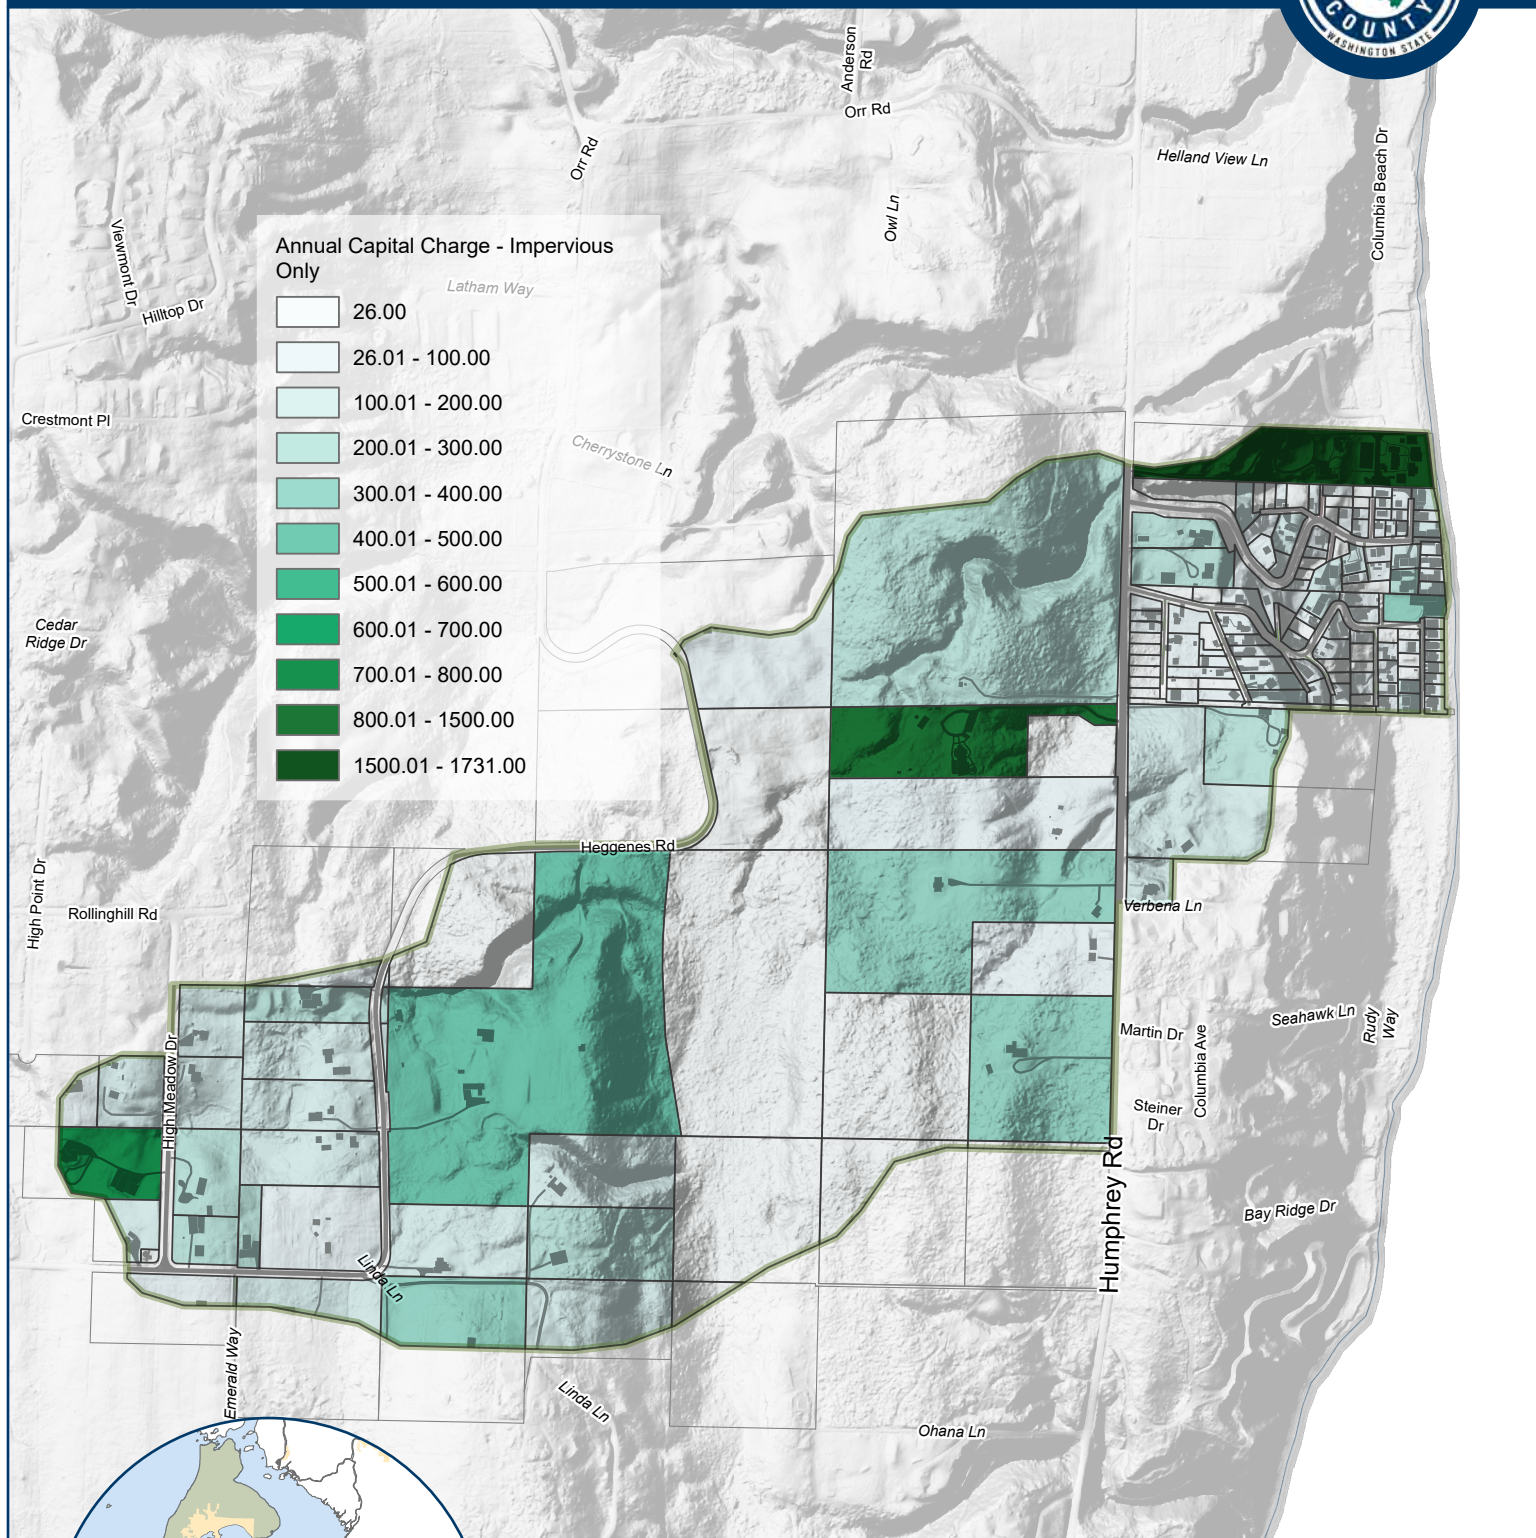 COUNTY
WASHINGTON STATE
Anderson
Rd
Orr Rd
Orr Rd
Helland View Ln
Columbia Beach Dr
Owl Ln
Viewmont Dr
Hilltop Dr
Annual Capital Charge - Impervious
Only
Latham Way
26.00
26.01 - 100.00
100.01 - 200.00
200.01 - 300.00
300.01 - 400.00
400.01 - 500.00
500.01 - 600.00
600.01 - 700.00
700.01 - 800.00
800.01 - 1500.00
1500.01 - 1731.00
Crestmont Pl
Cherrystone Ln
Cedar
Ridge Dr
Heggenes Rd
High Point Dr
Rollinghill Rd
Verbena Ln
Seahawk Ln
Rudy
Way
Martin Dr
Columbia Ave
High Meadow Dr
Steiner
Dr
Humphrey Rd
Bay Ridge Dr
Linda Ln
Emerald Way
Linda Ln
Ohana Ln